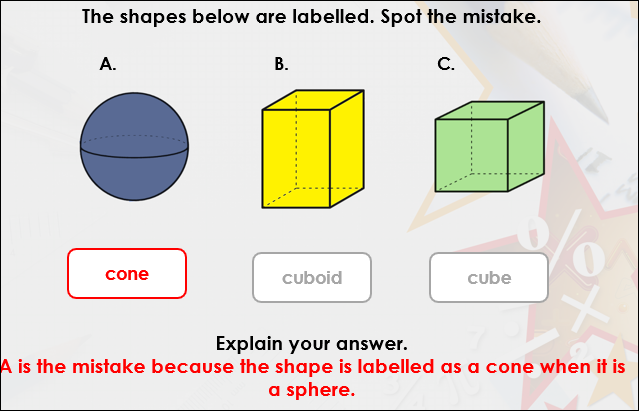 The shapes below are labelled. Spot the mistake.
A. B. C.
cone cuboid cube
Explain your answer.
A is the mistake because the shape is labelled as a cone when it is
a sphere.